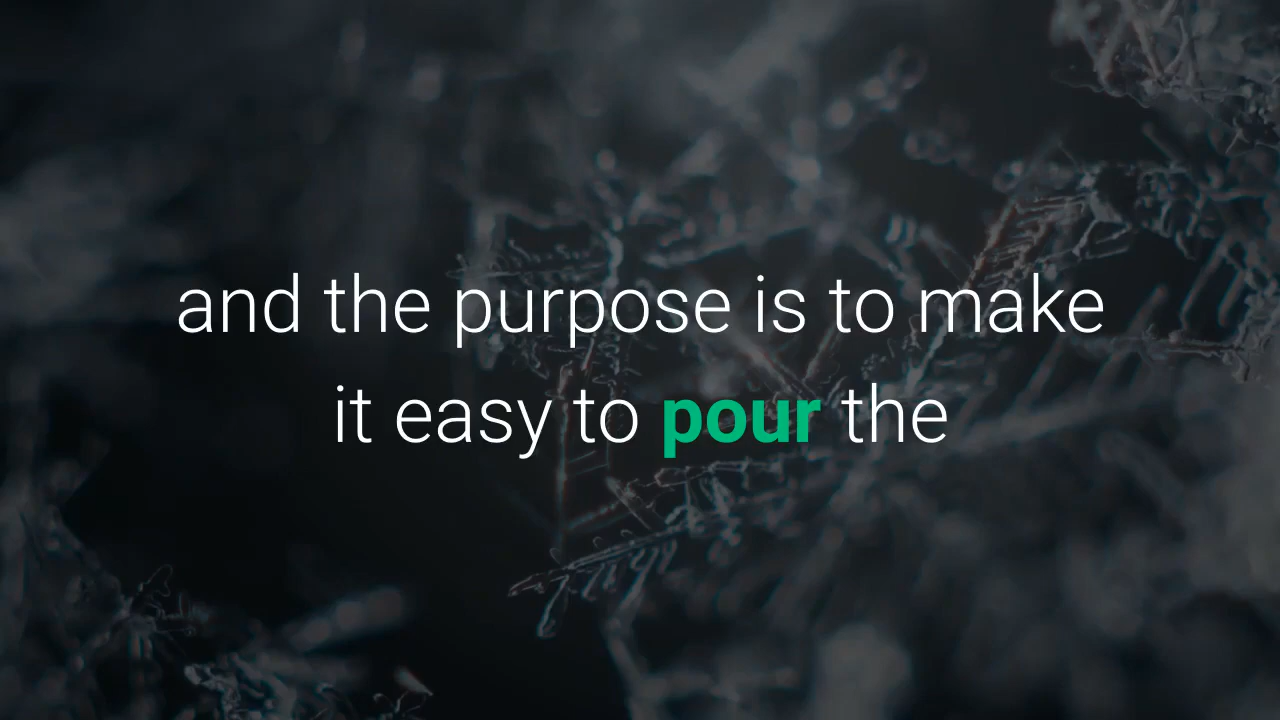 and the purpose is to make
it easy to pour the